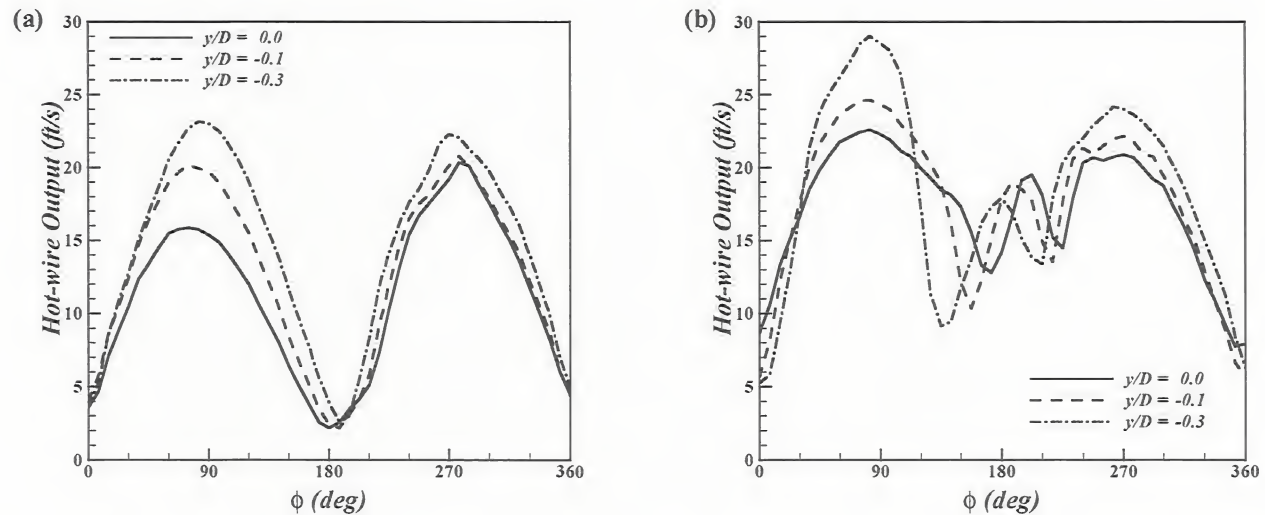 (a)
30
25
20
15
10
5
0
Hot-wire Output (ft/s)
y/D = 0.0
y/D = -0.1
y/D = -0.3
0 90 180 270 360
ϕ (deg)
(b)
30
25
20
15
10
5
0
Hot-wire Output (ft/s)
y/D = 0.0
y/D = -0.1
y/D = -0.3
0 90 180 270 360
ϕ (deg)